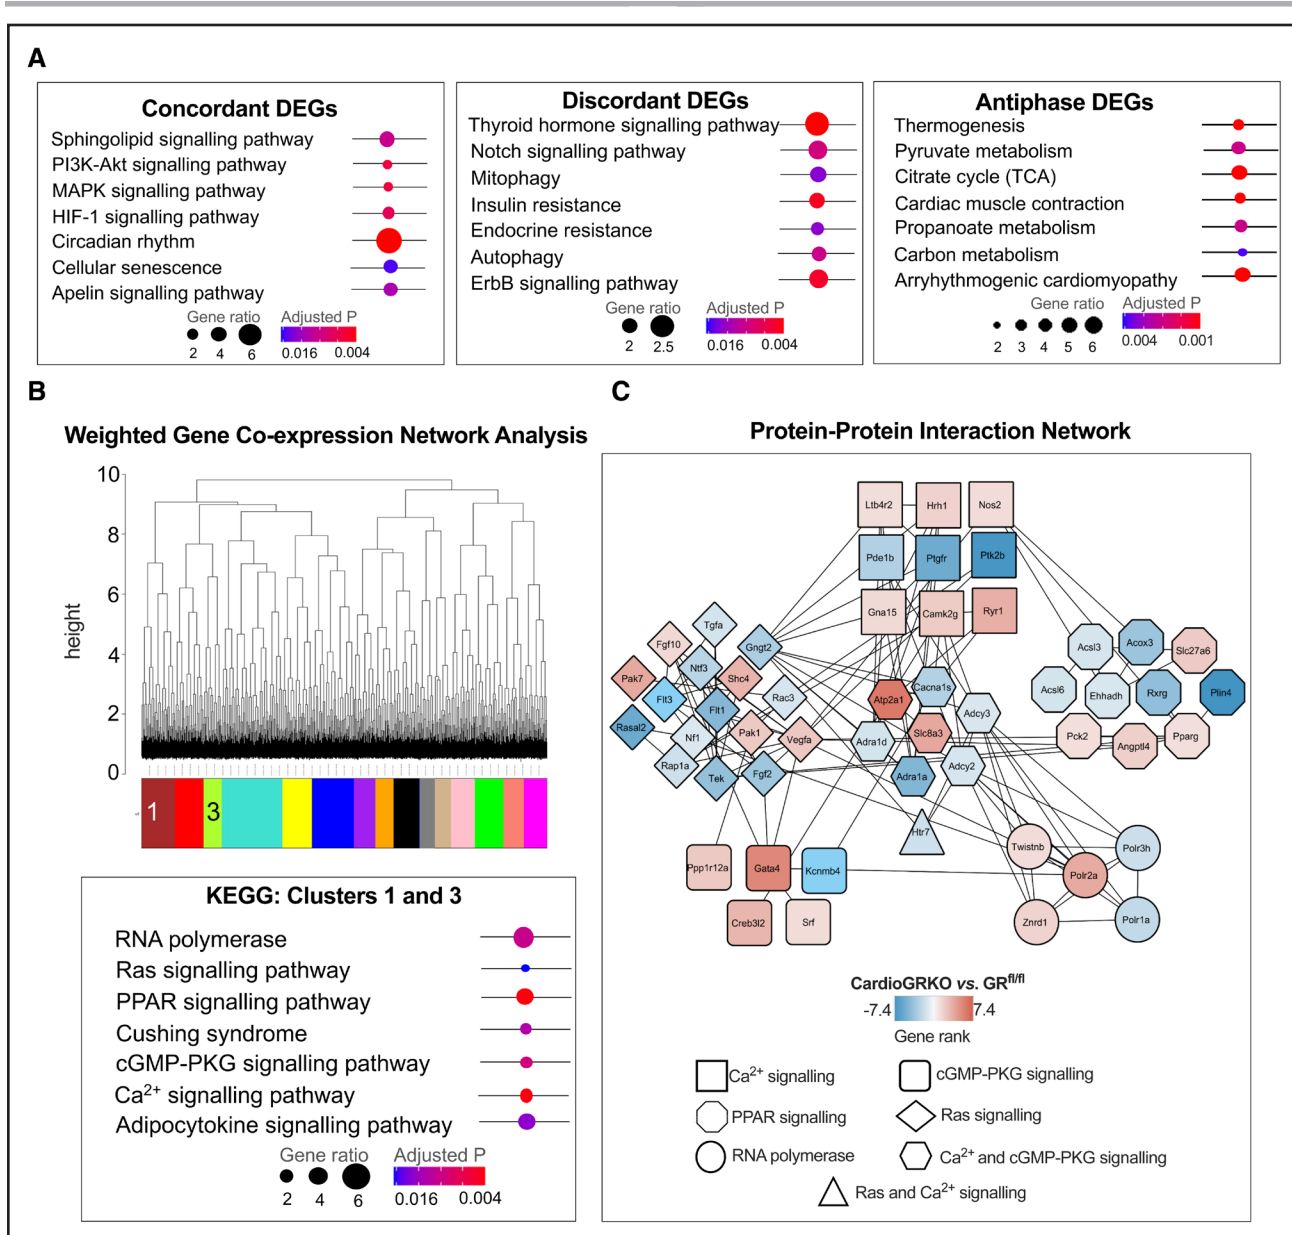 A
Concordant DEGs
Sphingolipid signalling pathway
PI3K-Akt signalling pathway
MAPK signalling pathway
HIF-1 signalling pathway
Circadian rhythm
Cellular senescence
Apelin signalling pathway
Gene ratio
Adjusted P
2 4 6
0.016 0.004
Discordant DEGs
Thyroid hormone signalling pathway
Notch signalling pathway
Mitophagy
Insulin resistance
Endocrine resistance
Autophagy
ErbB signalling pathway
Gene ratio
Adjusted P
2 2.5
0.016 0.004
Antiphase DEGs
Thermogenesis
Pyruvate metabolism
Citrate cycle (TCA)
Cardiac muscle contraction
Propanoate metabolism
Carbon metabolism
Arryhythmogenic cardiomyopathy
Gene ratio
Adjusted P
2 3 4 5 6
0.004 0.001
B
Weighted Gene Co-expression Network Analysis
height
10
8
6
4
2
0
1 3
KEGG: Clusters 1 and 3
RNA polymerase
Ras signalling pathway
PPAR signalling pathway
Cushing syndrome
cGMP-PKG signalling pathway
Ca2+ signalling pathway
Adipocytokine signalling pathway
Gene ratio
Adjusted P
2 4 6
0.016 0.004
C
Protein-Protein Interaction Network
Ltb4r2 Hrh1 Nos2
Pde1b Ptgfr Ptk2b
Gna15 Camk2g Ryr1
Tgfa
Fgf10 Gngt2
Ntf3
Pak7 Shc4
Flt3 Rac3
Flt1
Rasal2 Nf1 Pak1 Vegfa
Rap1a Tek Fgf2
Atp2a1 Cacna1s Adcy3
Adra1d Slc8a3
Adra1a Adcy2
Htr7
Acsl3 Acox3 Slc27a6
Acsl6 Ehhadh Rxrg Plin4
Pck2 Angptl4 Pparg
Ppp1r12a Gata4 Kcnmb4
Creb3l2 Srf
Twistnb Polr3h
Polr2a
Znrd1 Polr1a
CardioGRKO vs. GRfl/fl
-7.4 7.4
Gene rank
Ca2+ signalling
cGMP-PKG signalling
PPAR signalling
Ras signalling
RNA polymerase
Ca2+ and cGMP-PKG signalling
Ras and Ca2+ signalling